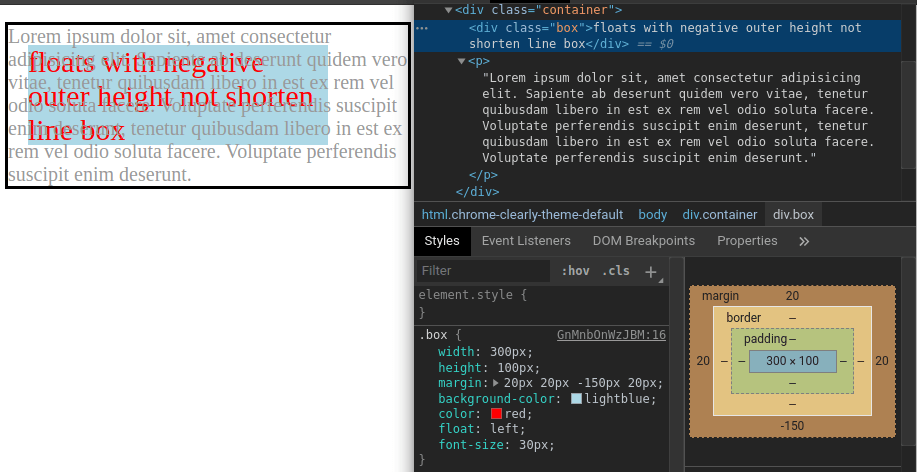 Lorem ipsum dolor sit, amet consectetur
adipisicing elit. Sapiente ab deserunt quidem vero
vitae, tenetur quibusdam libero in est ex rem vel
odio soluta facere. Voluptate perferendis suscipit
enim deserunt, tenetur quibusdam libero in est ex
rem vel odio soluta facere. Voluptate perferendis
suscipit enim deserunt.
floats with negative
outer height not shorten
line box
<div class="container">
<div class="box">floats with negative outer height not
shorten line box</div> == $0
<p>
"Lorem ipsum dolor sit, amet consectetur adipisicing
elit. Sapiente ab deserunt quidem vero vitae, tenetur
quibusdam libero in est ex rem vel odio soluta facere.
Voluptate perferendis suscipit enim deserunt, tenetur
quibusdam libero in est ex rem vel odio soluta facere.
Voluptate perferendis suscipit enim deserunt."
</p>
</div>
html.chrome-clearly-theme-default body div.container div.box
Styles Event Listeners DOM Breakpoints Properties »
Filter :hov .cls +
element.style {
}
.box { GnMnbOnWzJBM:16
width: 300px;
height: 100px;
margin: 20px 20px -150px 20px;
background-color: lightblue;
color: red;
float: left;
font-size: 30px;
}
margin 20
border –
padding –
20 – – 300 × 100 – – 20
–
–
-150